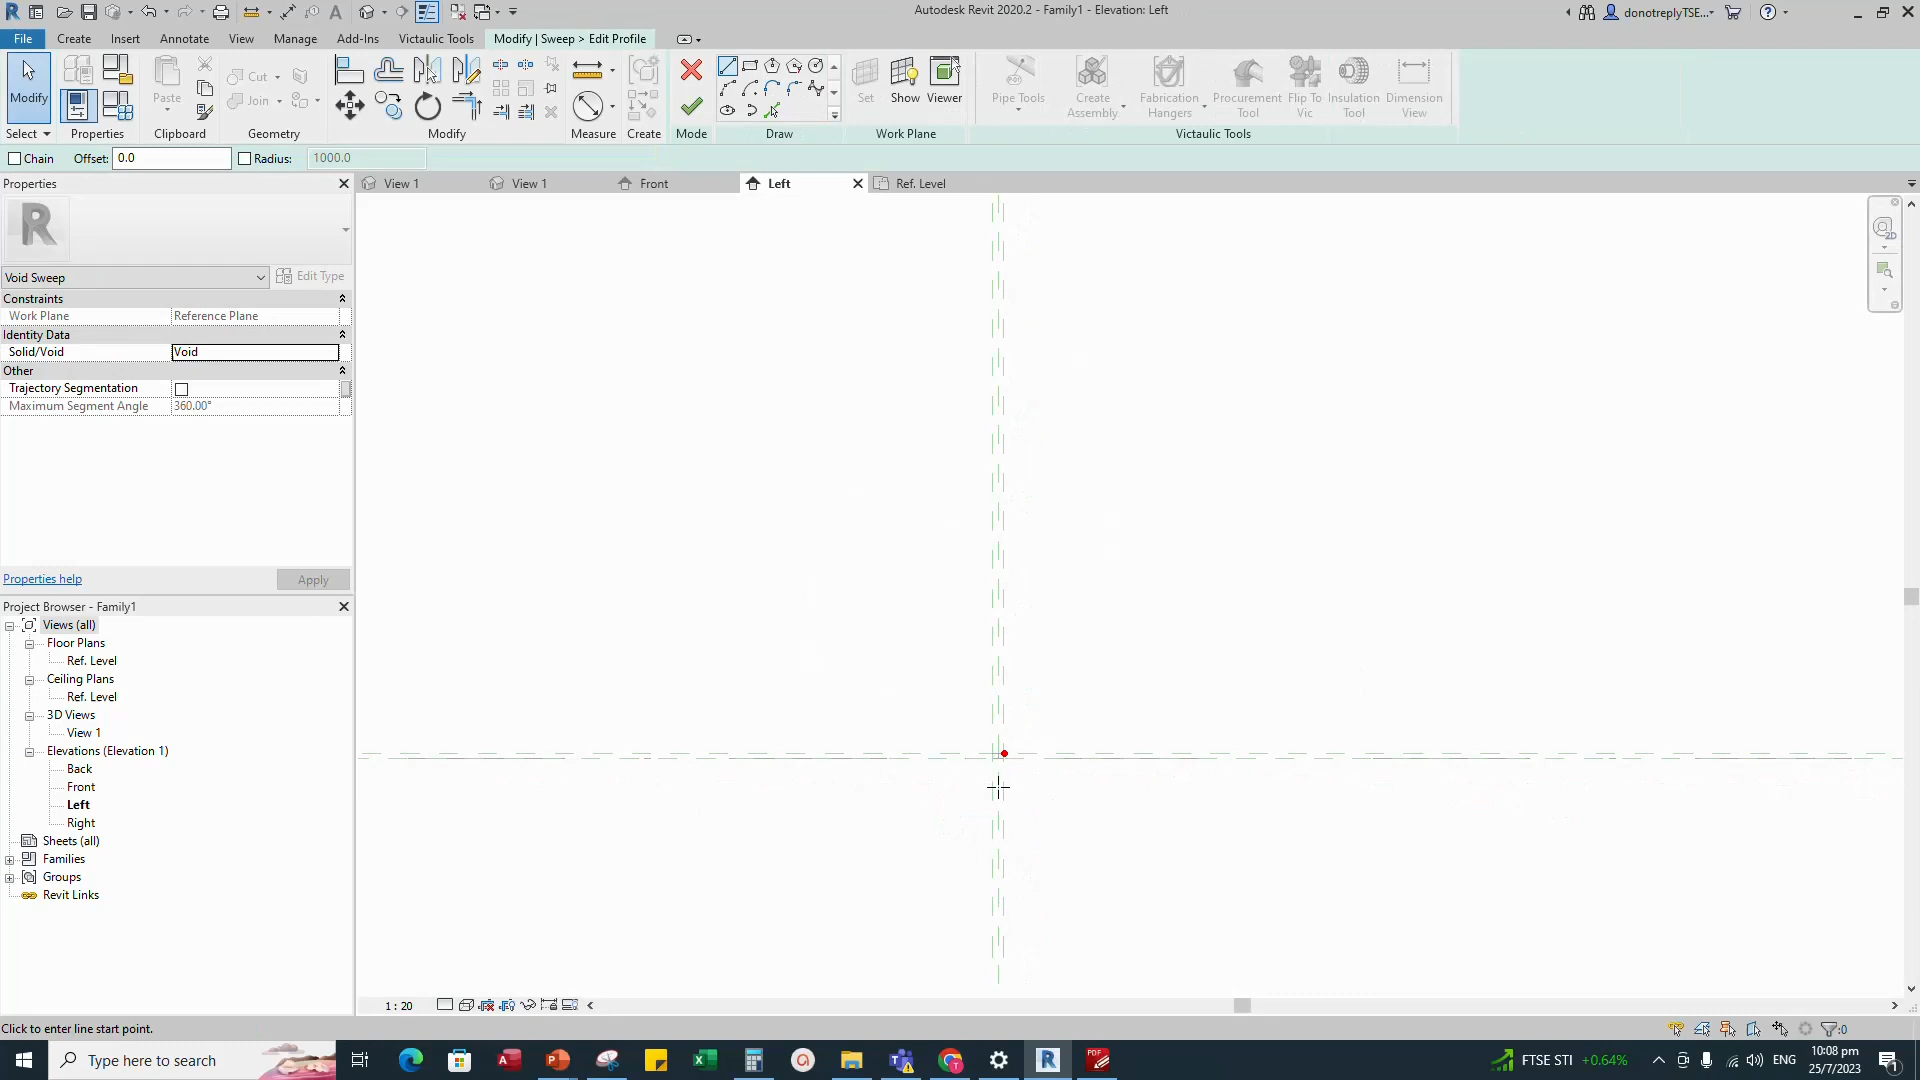 Autodesk Revit 2020.2 - Family1 - Elevation: Left
donotreplyTSE...
File
Create
Insert
Annotate
View
Manage
Add-Ins
Victaulic Tools
Modify | Sweep > Edit Profile
Modify
Paste
Cut
Join
Set
Show
Viewer
Pipe Tools
Create Assembly
Fabrication Hangers
Procurement Tool
Flip To Vic
Insulation Tool
Dimension View
Select
Properties
Clipboard
Geometry
Modify
Measure
Create
Mode
Draw
Work Plane
Victaulic Tools
Chain
Offset: 0.0
Radius: 1000.0
Properties
View 1
View 1
Front
Left
Ref. Level
Void Sweep
Edit Type
Constraints
Work Plane
Reference Plane
Identity Data
Solid/Void
Void
Other
Trajectory Segmentation
Maximum Segment Angle
360.00°
Properties help
Apply
Project Browser - Family1
Views (all)
Floor Plans
Ref. Level
Ceiling Plans
Ref. Level
3D Views
View 1
Elevations (Elevation 1)
Back
Front
Left
Right
Sheets (all)
Families
Groups
Revit Links
1 : 20
Click to enter line start point.
:0
Type here to search
FTSE STI +0.64%
ENG
10:08 pm
25/7/2023